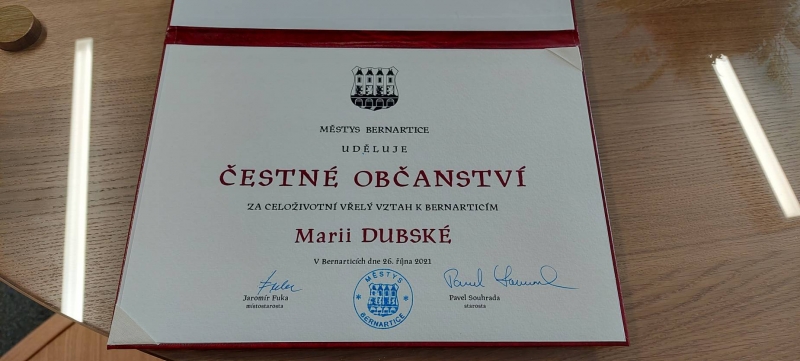 MĚSTYS BERNARTICE
UDĚLUJE
ČESTNÉ OBČANSTVÍ
ZA CELOŽIVOTNÍ VŘELÝ VZTAH K BERNARTICÍM
Marii DUBSKÉ
V Bernarticích dne 26. října 2021
Jaromír Fuka
místostarosta
MĚSTYS
BERNARTICE
Pavel Souhrada
starosta